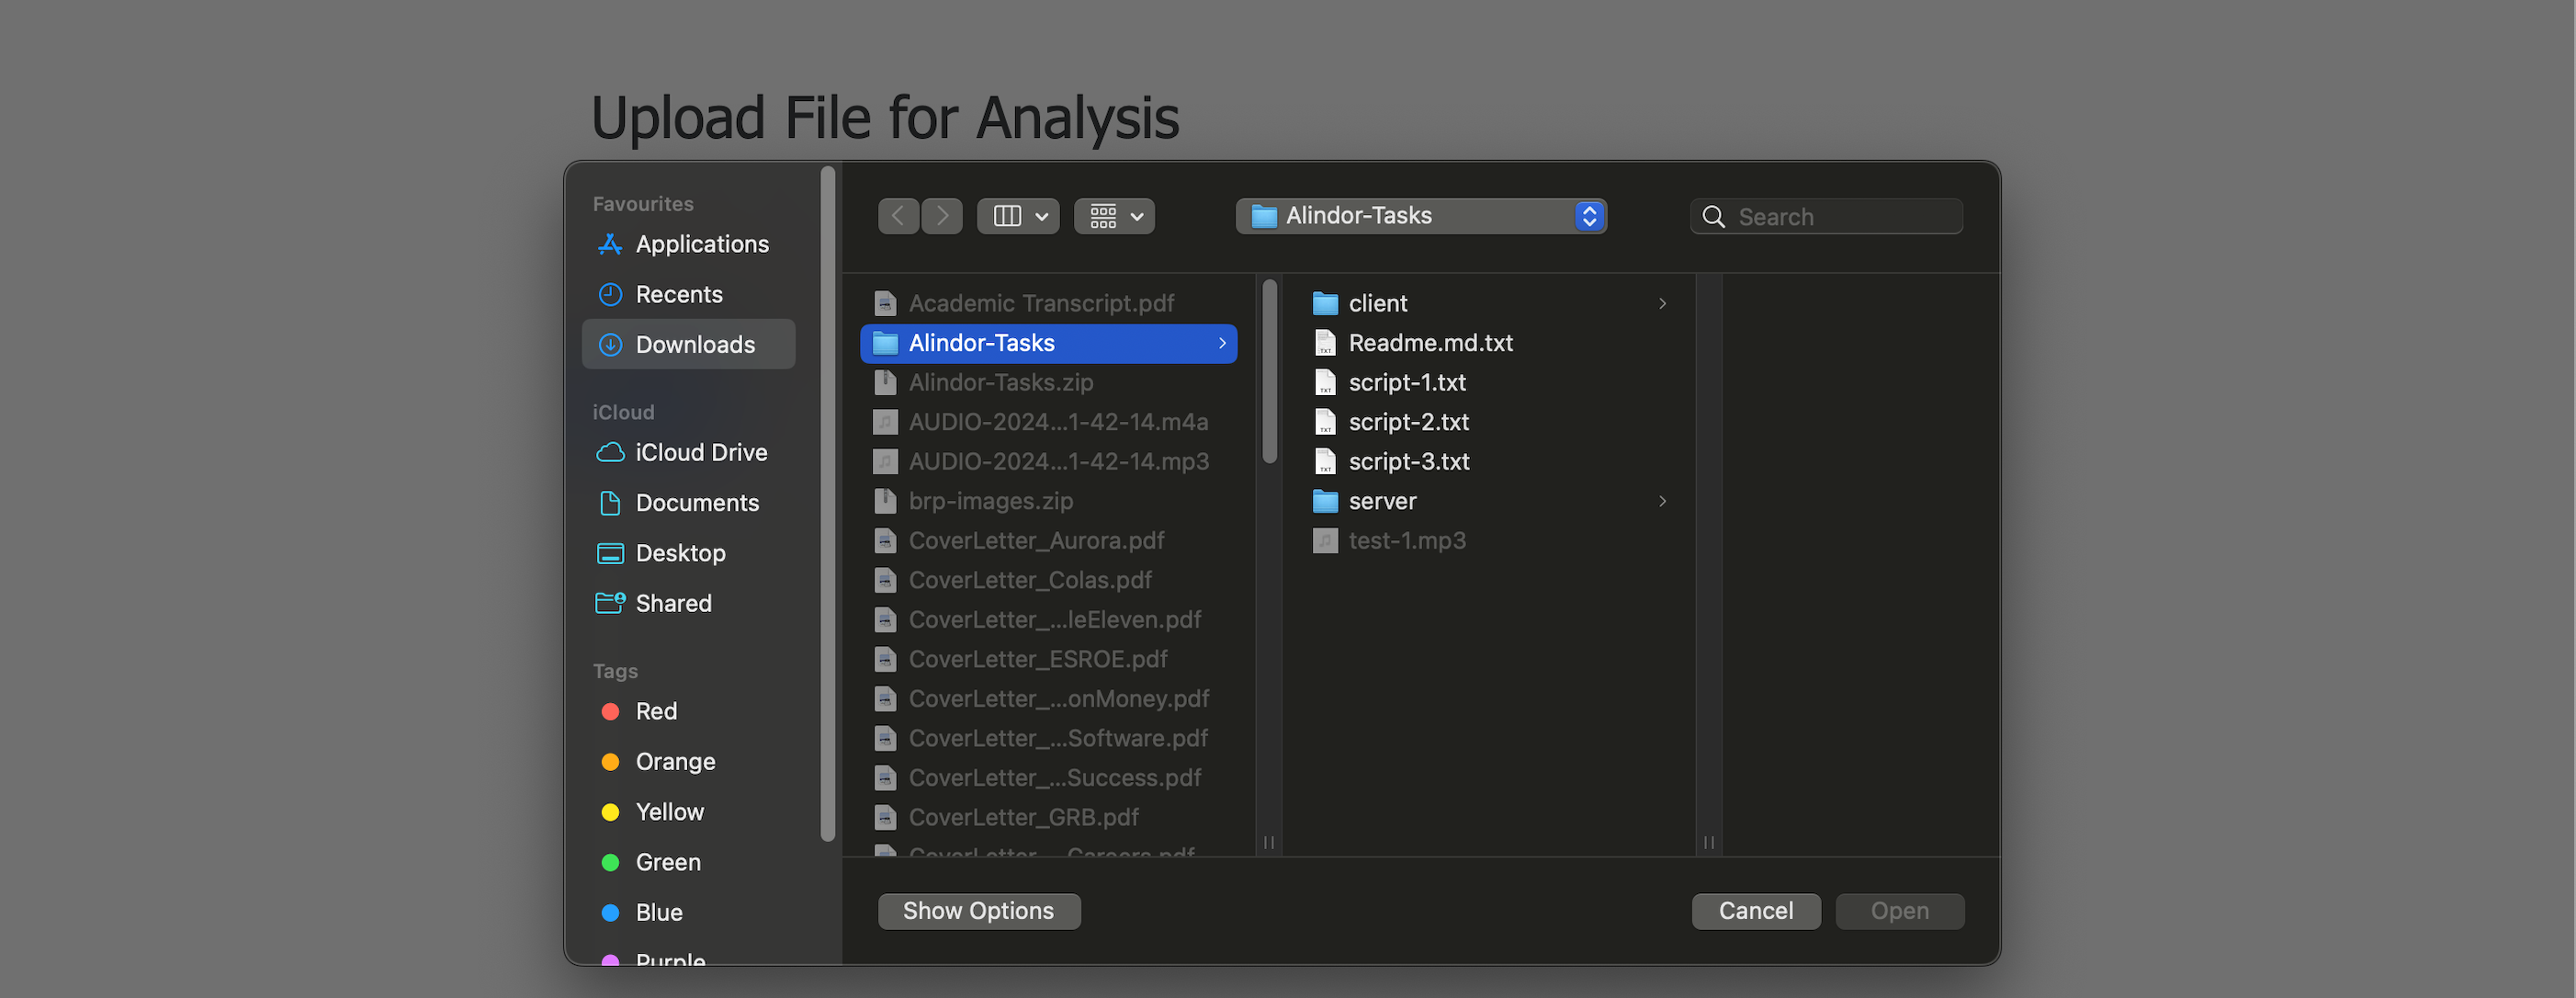 Upload File for Analysis
Favourites
Applications
Recents
Downloads
iCloud
iCloud Drive
Documents
Desktop
Shared
Tags
Red
Orange
Yellow
Green
Blue
Purple
Alindor-Tasks
Search
Academic Transcript.pdf
Alindor-Tasks
Alindor-Tasks.zip
AUDIO-2024...1-42-14.m4a
AUDIO-2024...1-42-14.mp3
brp-images.zip
CoverLetter_Aurora.pdf
CoverLetter_Colas.pdf
CoverLetter_...leEleven.pdf
CoverLetter_ESROE.pdf
CoverLetter_...onMoney.pdf
CoverLetter_...Software.pdf
CoverLetter_...Success.pdf
CoverLetter_GRB.pdf
CoverLetter_...Careers.pdf
client
Readme.md.txt
script-1.txt
script-2.txt
script-3.txt
server
test-1.mp3
Show Options
Cancel
Open